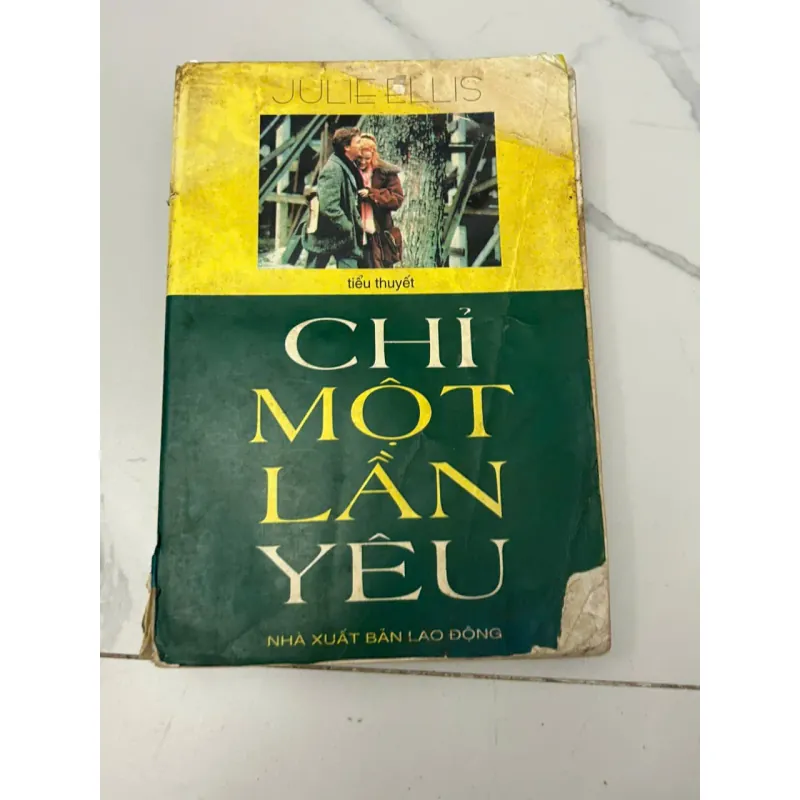 JULIE ELLIS
tiểu thuyết
CHỈ
MỘT
LẦN
YÊU
NHÀ XUẤT BẢN LAO ĐỘNG